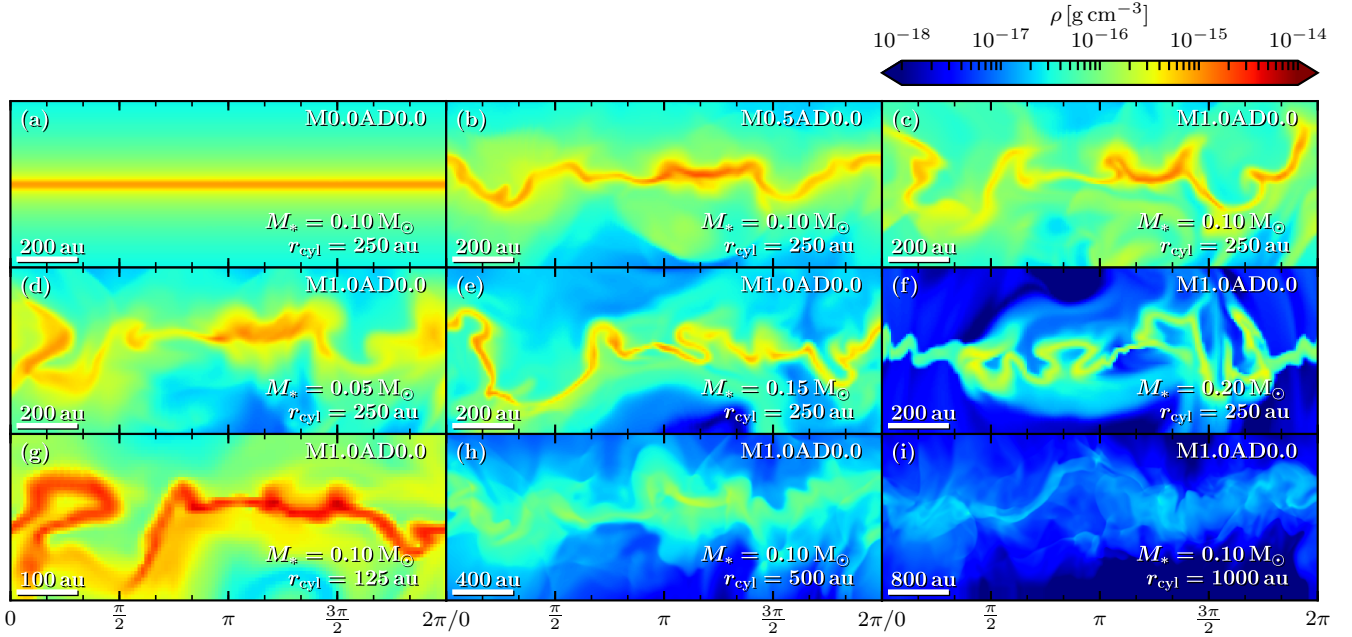 ρ [g cm⁻³]
10⁻¹⁸ 10⁻¹⁷ 10⁻¹⁶ 10⁻¹⁵ 10⁻¹⁴
(a) M0.0AD0.0
M* = 0.10 M⊙
r_cyl = 250 au
200 au
(b) M0.5AD0.0
M* = 0.10 M⊙
r_cyl = 250 au
200 au
(c) M1.0AD0.0
M* = 0.10 M⊙
r_cyl = 250 au
200 au
(d) M1.0AD0.0
M* = 0.05 M⊙
r_cyl = 250 au
200 au
(e) M1.0AD0.0
M* = 0.15 M⊙
r_cyl = 250 au
200 au
(f) M1.0AD0.0
M* = 0.20 M⊙
r_cyl = 250 au
200 au
(g) M1.0AD0.0
M* = 0.10 M⊙
r_cyl = 125 au
100 au
(h) M1.0AD0.0
M* = 0.10 M⊙
r_cyl = 500 au
400 au
(i) M1.0AD0.0
M* = 0.10 M⊙
r_cyl = 1000 au
800 au
0 π/2 π 3π/2 2π/0 π/2 π 3π/2 2π/0 π/2 π 3π/2 2π